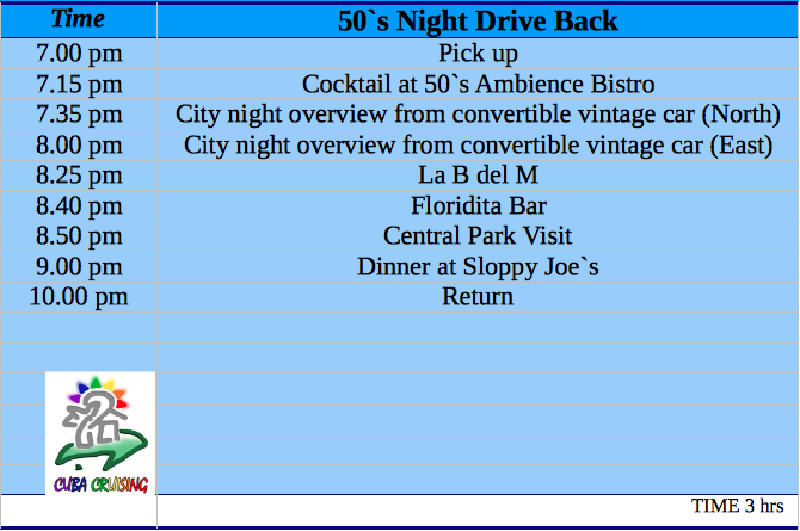 Time 50`s Night Drive Back
7.00 pm Pick up
7.15 pm Cocktail at 50`s Ambience Bistro
7.35 pm City night overview from convertible vintage car (North)
8.00 pm City night overview from convertible vintage car (East)
8.25 pm La B del M
8.40 pm Floridita Bar
8.50 pm Central Park Visit
9.00 pm Dinner at Sloppy Joe`s
10.00 pm Return
CUBA CRUISING
TIME 3 hrs